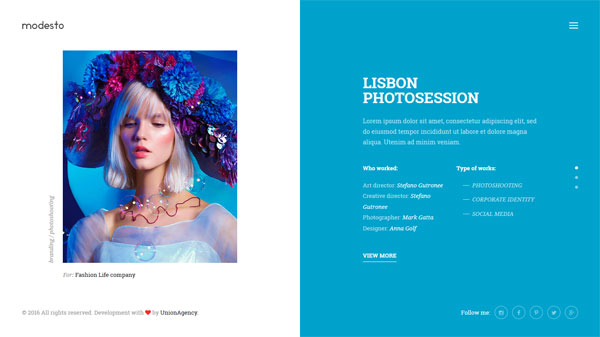 modesto
branding / photoshooting
For: Fashion Life company
© 2016 All rights reserved. Development with by UnionAgency.
LISBON
PHOTOSESSION
Lorem ipsum dolor sit amet, consectetur adipiscing elit, sed
do eiusmod tempor incididunt ut labore et dolore magna
aliqua. Utenim ad minim veniam.
Who worked:
Art director: Stefano Gutronee
Creative director: Stefano
Gutronee
Photographer: Mark Gatta
Designer: Anna Golf
Type of works:
— PHOTOSHOOTING
— CORPORATE IDENTITY
— SOCIAL MEDIA
VIEW MORE
Follow me